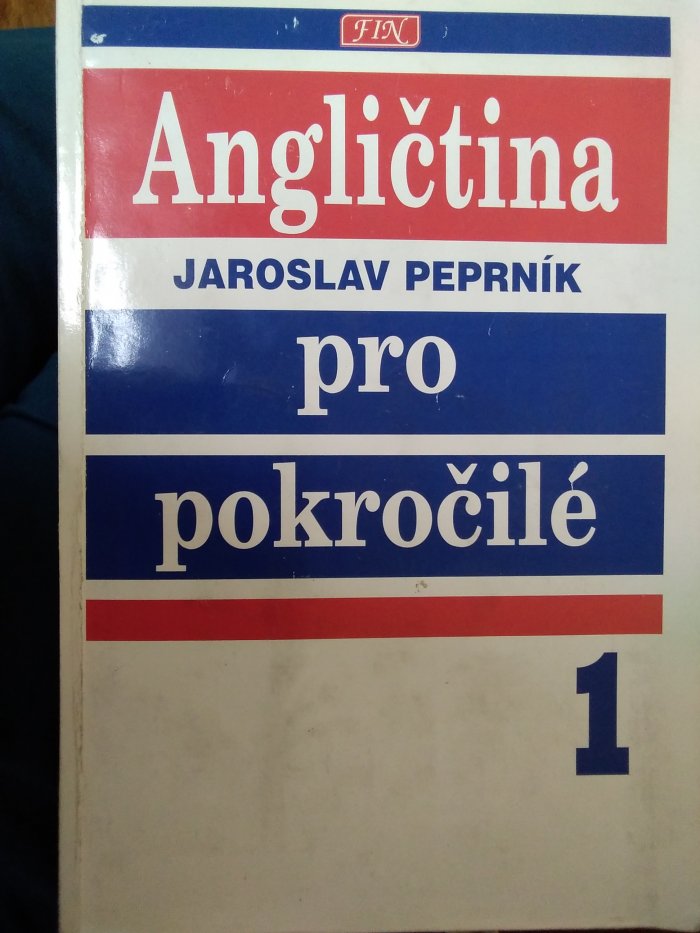 FIN
Angličtina
JAROSLAV PEPRNÍK
pro
pokročilé
1